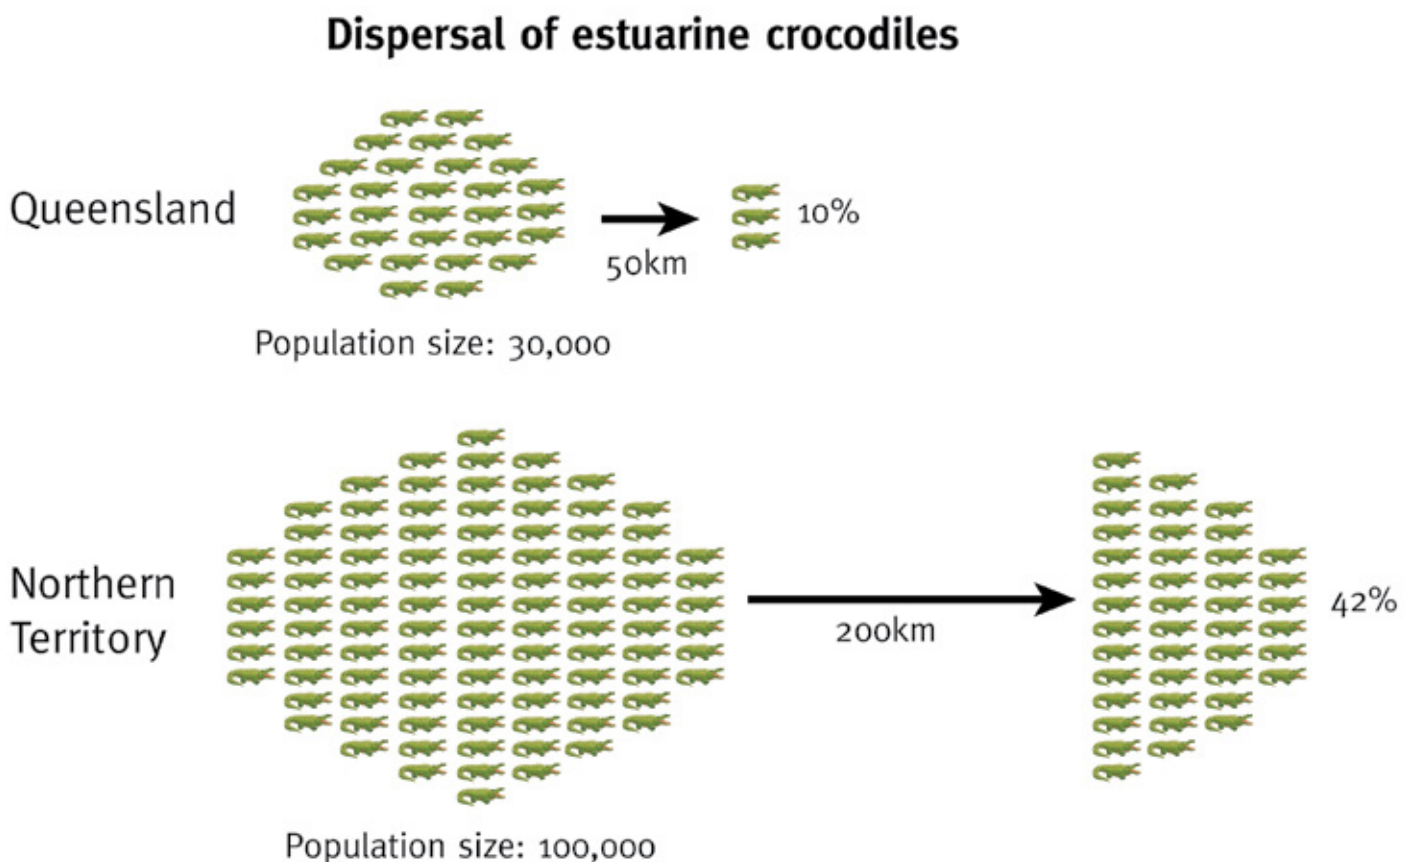 Dispersal of estuarine crocodiles
Queensland
50km
10%
Population size: 30,000
Northern
Territory
200km
42%
Population size: 100,000